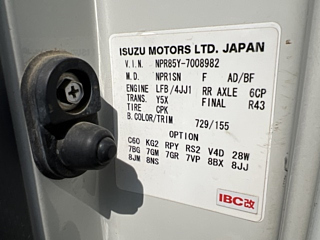 ISUZU MOTORS LTD. JAPAN
V.I.N. NPR85Y-7008982
M.D. NPR1SN F AD/BF
ENGINE LFB/4JJ1 RR AXLE 6CP
TRANS. Y5X FINAL R43
TIRE CPK
B.COLOR/TRIM 729/155
OPTION
C60 KG2 RPY RS2 V4D 28W
7BG 7GM 7GR 7VP 8BX 8JJ
8JM 8NS
IBC改